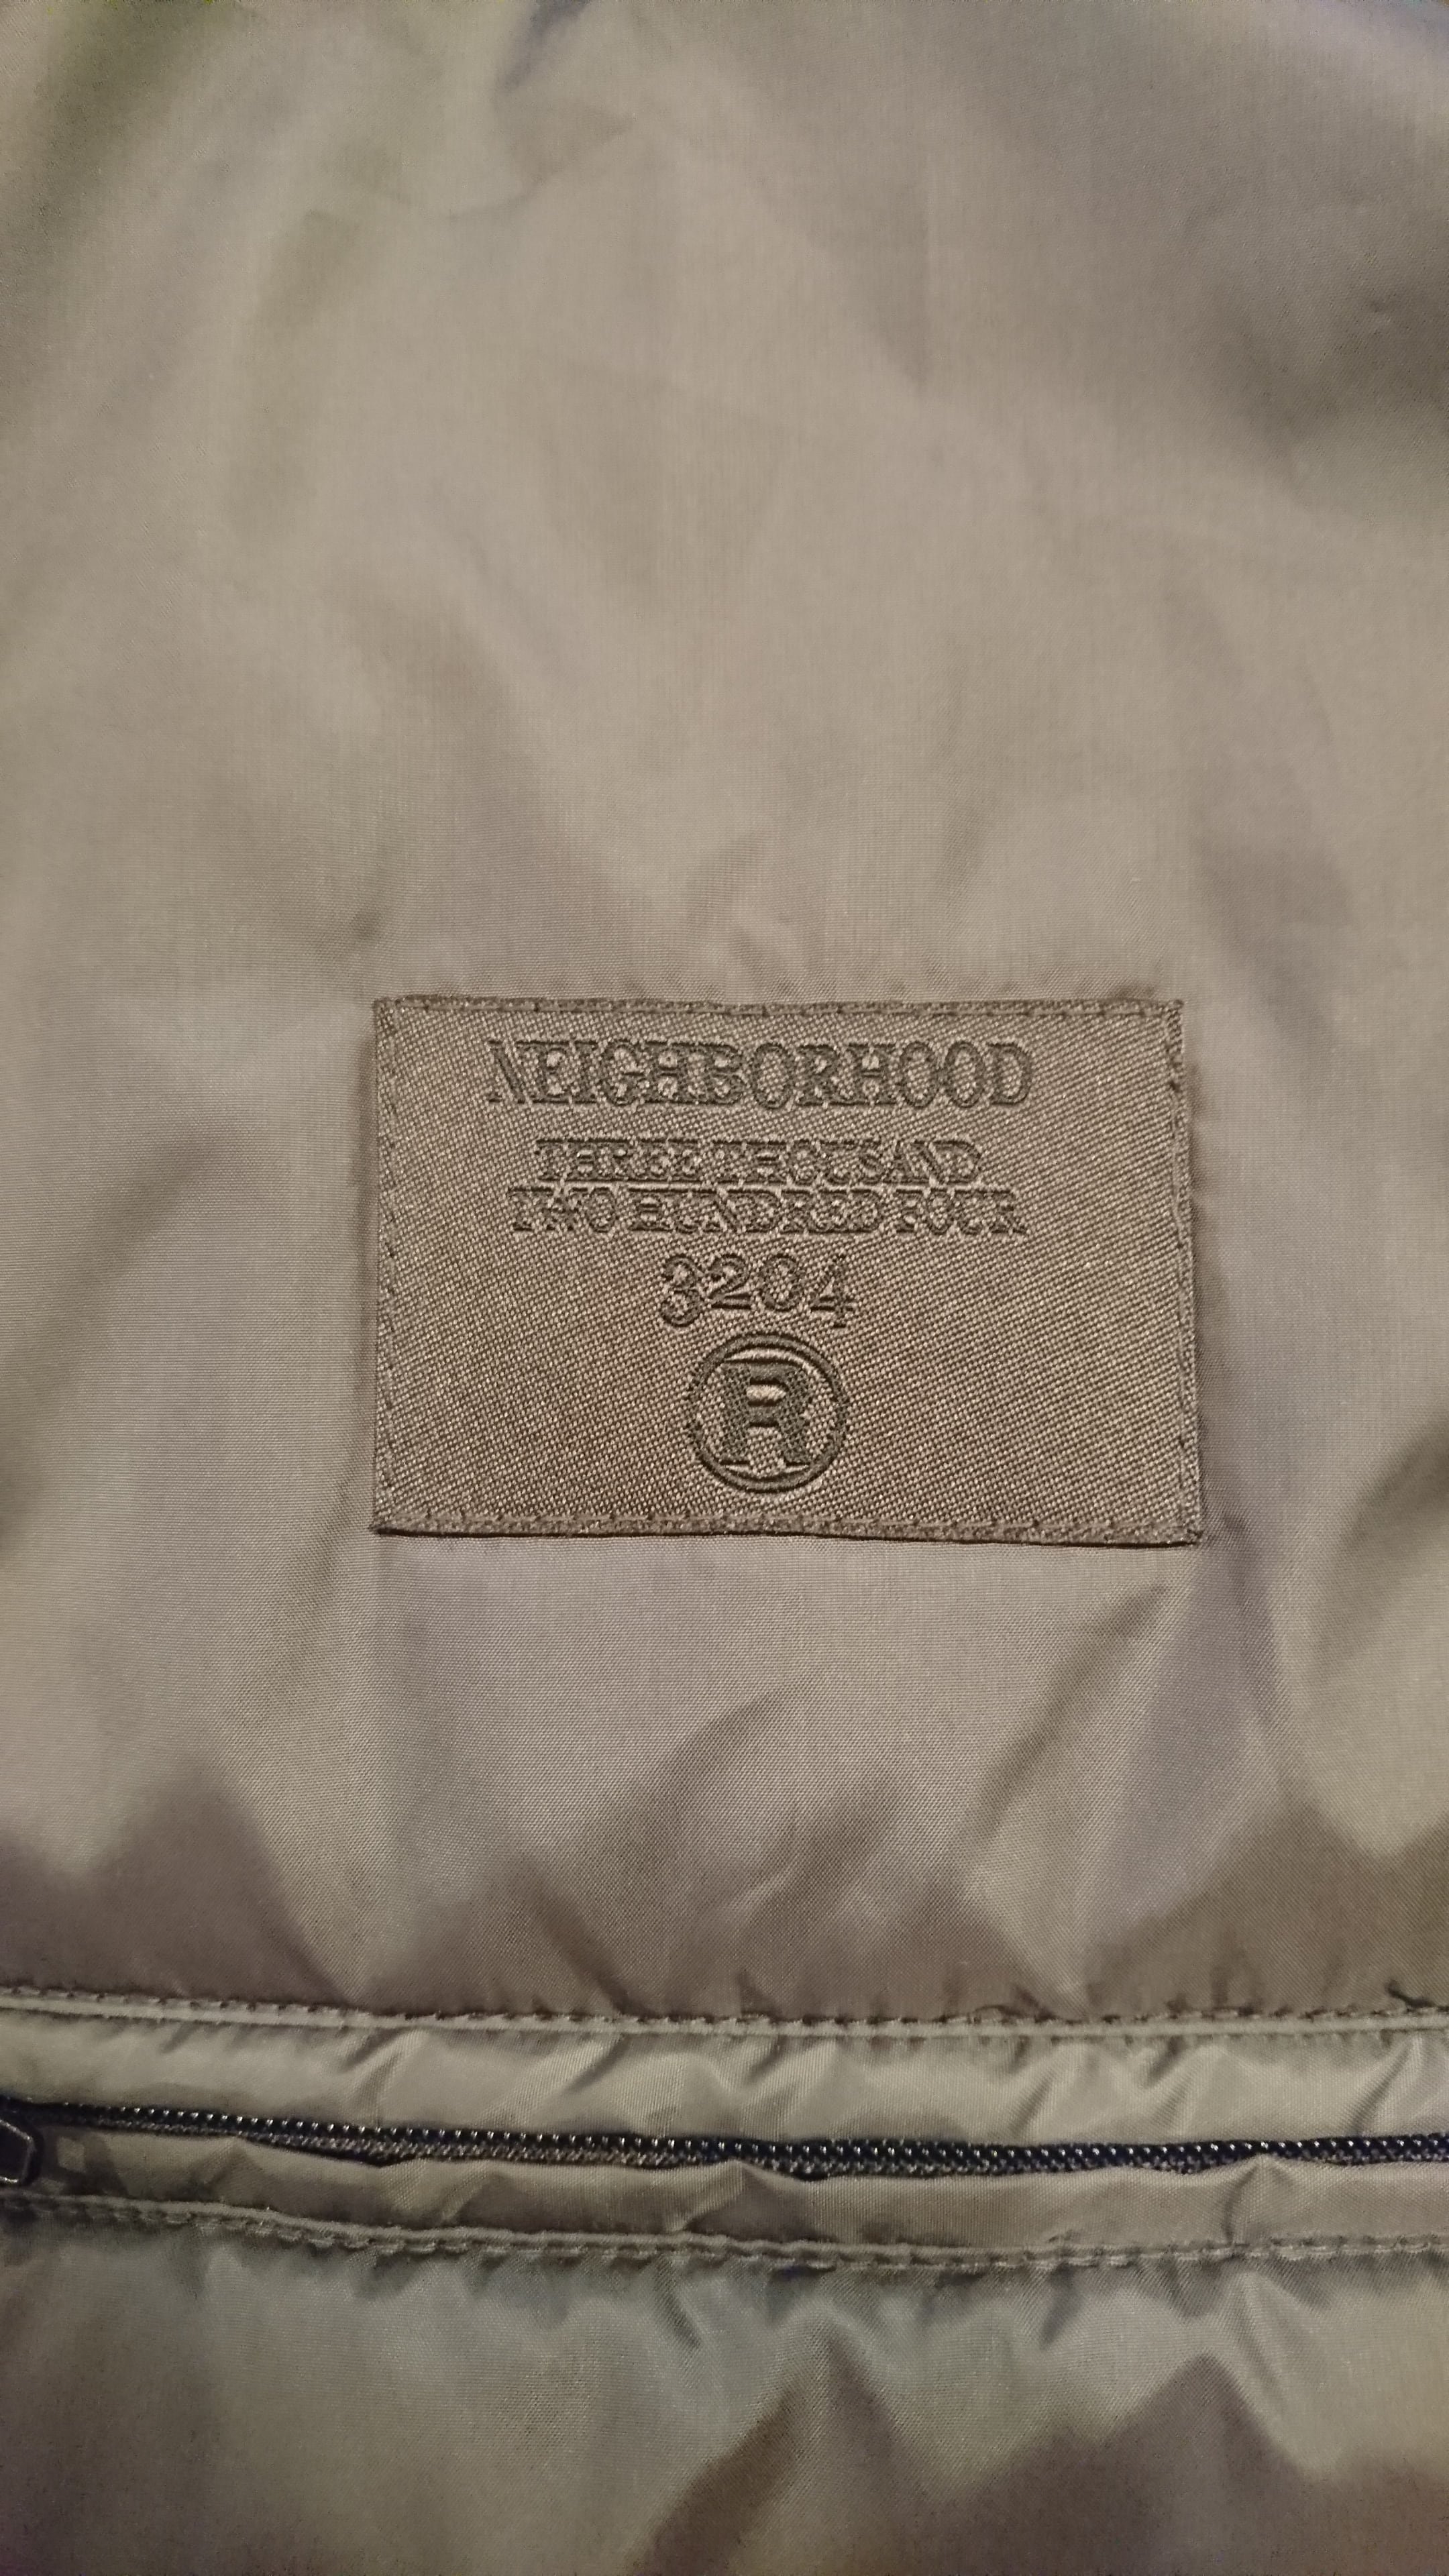 NEIGHBORHOOD
THREE THOUSAND
TWO HUNDRED FOUR
3204
R